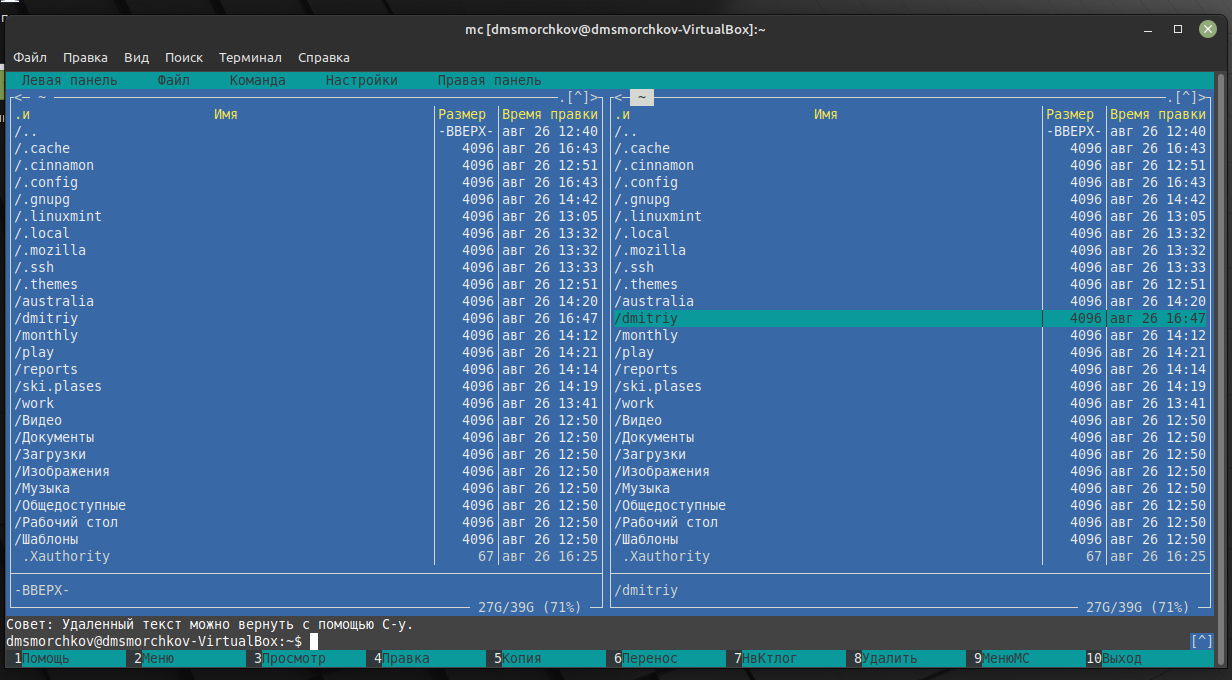 mc [dmsmorchkov@dmsmorchkov-VirtualBox]:~
Файл Правка Вид Поиск Терминал Справка
Левая панель Файл Команда Настройки Правая панель
<─ ~ .[^]> <─ ~ .[^]>
.и Имя Размер Время правки .и Имя Размер Время правки
/.. -ВВЕРХ- авг 26 12:40 /.. -ВВЕРХ- авг 26 12:40
/.cache 4096 авг 26 16:43 /.cache 4096 авг 26 16:43
/.cinnamon 4096 авг 26 12:51 /.cinnamon 4096 авг 26 12:51
/.config 4096 авг 26 16:43 /.config 4096 авг 26 16:43
/.gnupg 4096 авг 26 14:42 /.gnupg 4096 авг 26 14:42
/.linuxmint 4096 авг 26 13:05 /.linuxmint 4096 авг 26 13:05
/.local 4096 авг 26 13:32 /.local 4096 авг 26 13:32
/.mozilla 4096 авг 26 13:32 /.mozilla 4096 авг 26 13:32
/.ssh 4096 авг 26 13:33 /.ssh 4096 авг 26 13:33
/.themes 4096 авг 26 12:51 /.themes 4096 авг 26 12:51
/australia 4096 авг 26 14:20 /australia 4096 авг 26 14:20
/dmitriy 4096 авг 26 16:47 /dmitriy 4096 авг 26 16:47
/monthly 4096 авг 26 14:12 /monthly 4096 авг 26 14:12
/play 4096 авг 26 14:21 /play 4096 авг 26 14:21
/reports 4096 авг 26 14:14 /reports 4096 авг 26 14:14
/ski.plases 4096 авг 26 14:19 /ski.plases 4096 авг 26 14:19
/work 4096 авг 26 13:41 /work 4096 авг 26 13:41
/Видео 4096 авг 26 12:50 /Видео 4096 авг 26 12:50
/Документы 4096 авг 26 12:50 /Документы 4096 авг 26 12:50
/Загрузки 4096 авг 26 12:50 /Загрузки 4096 авг 26 12:50
/Изображения 4096 авг 26 12:50 /Изображения 4096 авг 26 12:50
/Музыка 4096 авг 26 12:50 /Музыка 4096 авг 26 12:50
/Общедоступные 4096 авг 26 12:50 /Общедоступные 4096 авг 26 12:50
/Рабочий стол 4096 авг 26 12:50 /Рабочий стол 4096 авг 26 12:50
/Шаблоны 4096 авг 26 12:50 /Шаблоны 4096 авг 26 12:50
.Xauthority 67 авг 26 16:25 .Xauthority 67 авг 26 16:25
-ВВЕРХ- /dmitriy
27G/39G (71%) 27G/39G (71%)
Совет: Удаленный текст можно вернуть с помощью C-y.
dmsmorchkov@dmsmorchkov-VirtualBox:~$ [^]
1Помощь 2Меню 3Просмотр 4Правка 5Копия 6Перенос 7НвКтлог 8Удалить 9МенюМС 10Выход